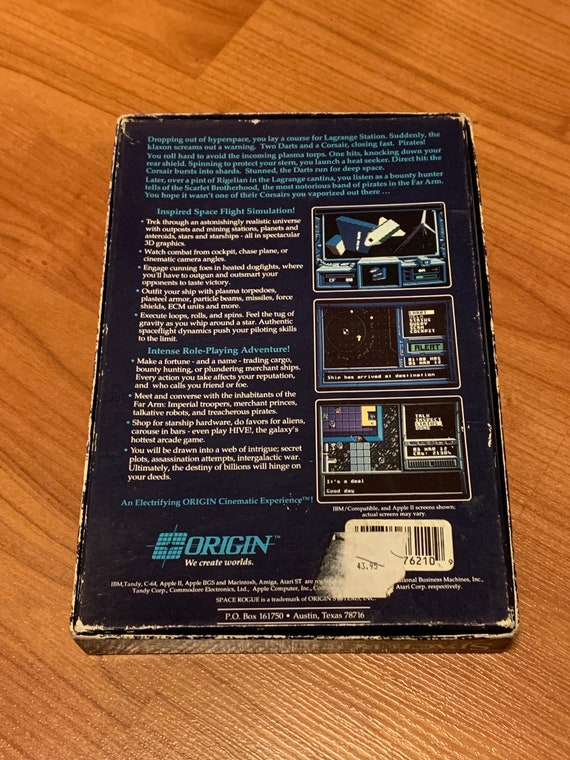 Dropping out of hyperspace, you lay a course for Lagrange Station. Suddenly, the
klaxon screams out a warning. Two Darts and a Corsair, closing fast. Pirates!
You roll hard to avoid the incoming plasma torps. One hits, knocking down your
rear shield. Spinning to protect your stern, you launch a heat seeker. Direct hit: the
Corsair bursts into shards. Stunned, the Darts run for deep space.
Later, over a pint of Rigelian in the Lagrange cantina, you listen as a bounty hunter
tells of the Scarlet Brotherhood, the most notorious band of pirates in the Far Arm.
You hope it wasn't one of their Corsairs you vaporized out there ...
Inspired Space Flight Simulation!
• Trek through an astonishingly realistic universe
with outposts and mining stations, planets and
asteroids, stars and starships - all in spectacular
3D graphics.
• Watch combat from cockpit, chase plane, or
cinematic camera angles.
• Engage cunning foes in heated dogfights, where
you'll have to outgun and outsmart your
opponents to taste victory.
• Outfit your ship with plasma torpedoes,
plasteel armor, particle beams, missiles, force
shields, ECM units and more.
• Execute loops, rolls, and spins. Feel the tug of
gravity as you whip around a star. Authentic
spaceflight dynamics push your piloting skills
to the limit.
Intense Role-Playing Adventure!
• Make a fortune - and a name - trading cargo,
bounty hunting, or plundering merchant ships.
Every action you take affects your reputation,
and who calls you friend or foe.
• Meet and converse with the inhabitants of the
Far Arm: Imperial troopers, merchant princes,
talkative robots, and treacherous pirates.
• Shop for starship hardware, do favors for aliens,
carouse in bars - even play HIVE!, the galaxy's
hottest arcade game.
• You will be drawn into a web of intrigue; secret
plots, assassination attempts, intergalactic war.
Ultimately, the destiny of billions will hinge on
your deeds.
An Electrifying ORIGIN Cinematic Experience™!
COCKPIT
ALERT
Ship has arrived at destination
TALK
INSPECT
It's a deal
Good day
IBM/Compatible, and Apple II screens shown;
actual screens may vary.
ORIGIN™
We create worlds.
43.95
76210 9
IBM, Tandy, C-64, Apple II, Apple IIGS and Macintosh, Amiga, Atari ST are national Business Machines, Inc.,
Tandy Corp., Commodore Electronics, Ltd., Apple Computer, Inc., Atari Corp. respectively.
SPACE ROGUE is a trademark of ORIGIN SYSTEMS, INC.
P.O. Box 161750 • Austin, Texas 78716